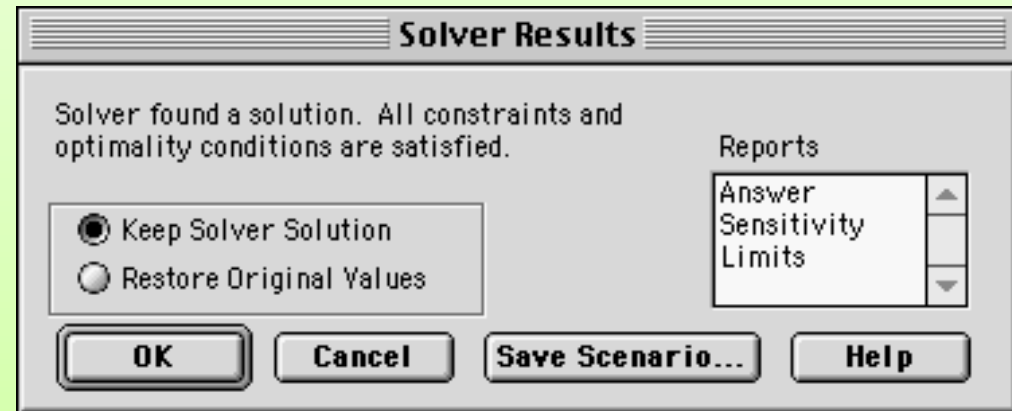 Solver Results
Solver found a solution. All constraints and
optimality conditions are satisfied.
Reports
Answer
Sensitivity
Limits
Keep Solver Solution
Restore Original Values
OK
Cancel
Save Scenario...
Help